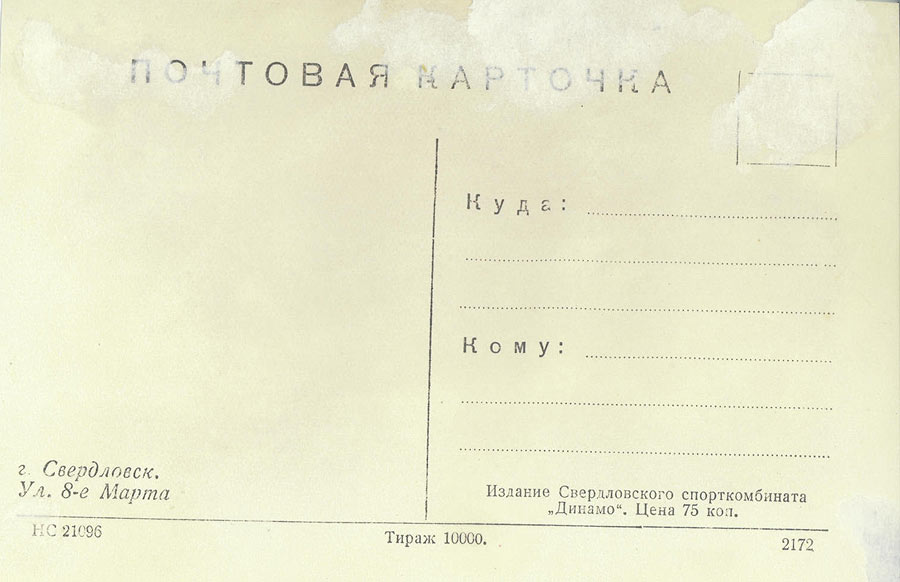 ПОЧТОВАЯ КАРТОЧКА
Куда:
Кому:
г. Свердловск.
Ул. 8-е Марта
Издание Свердловского спорткомбината
„Динамо“. Цена 75 коп.
НС 21096
Тираж 10000.
2172